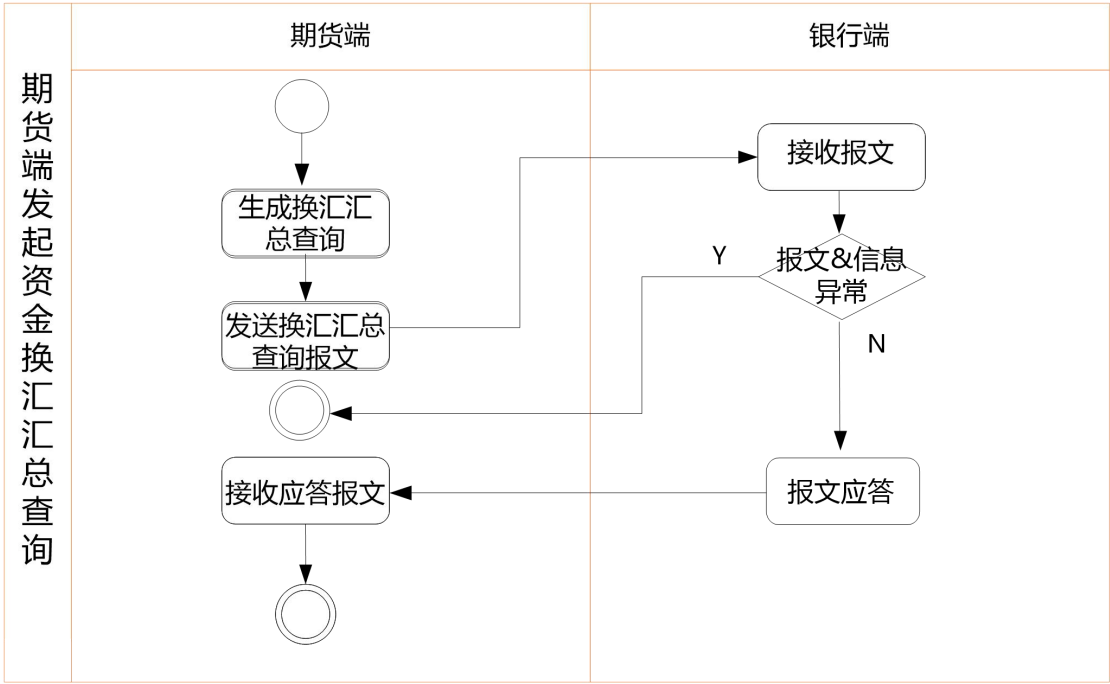 期货端发起资金换汇汇总查询
期货端
银行端
生成换汇汇
总查询
发送换汇汇总
查询报文
接收报文
报文&信息
异常
Y
N
接收应答报文
报文应答